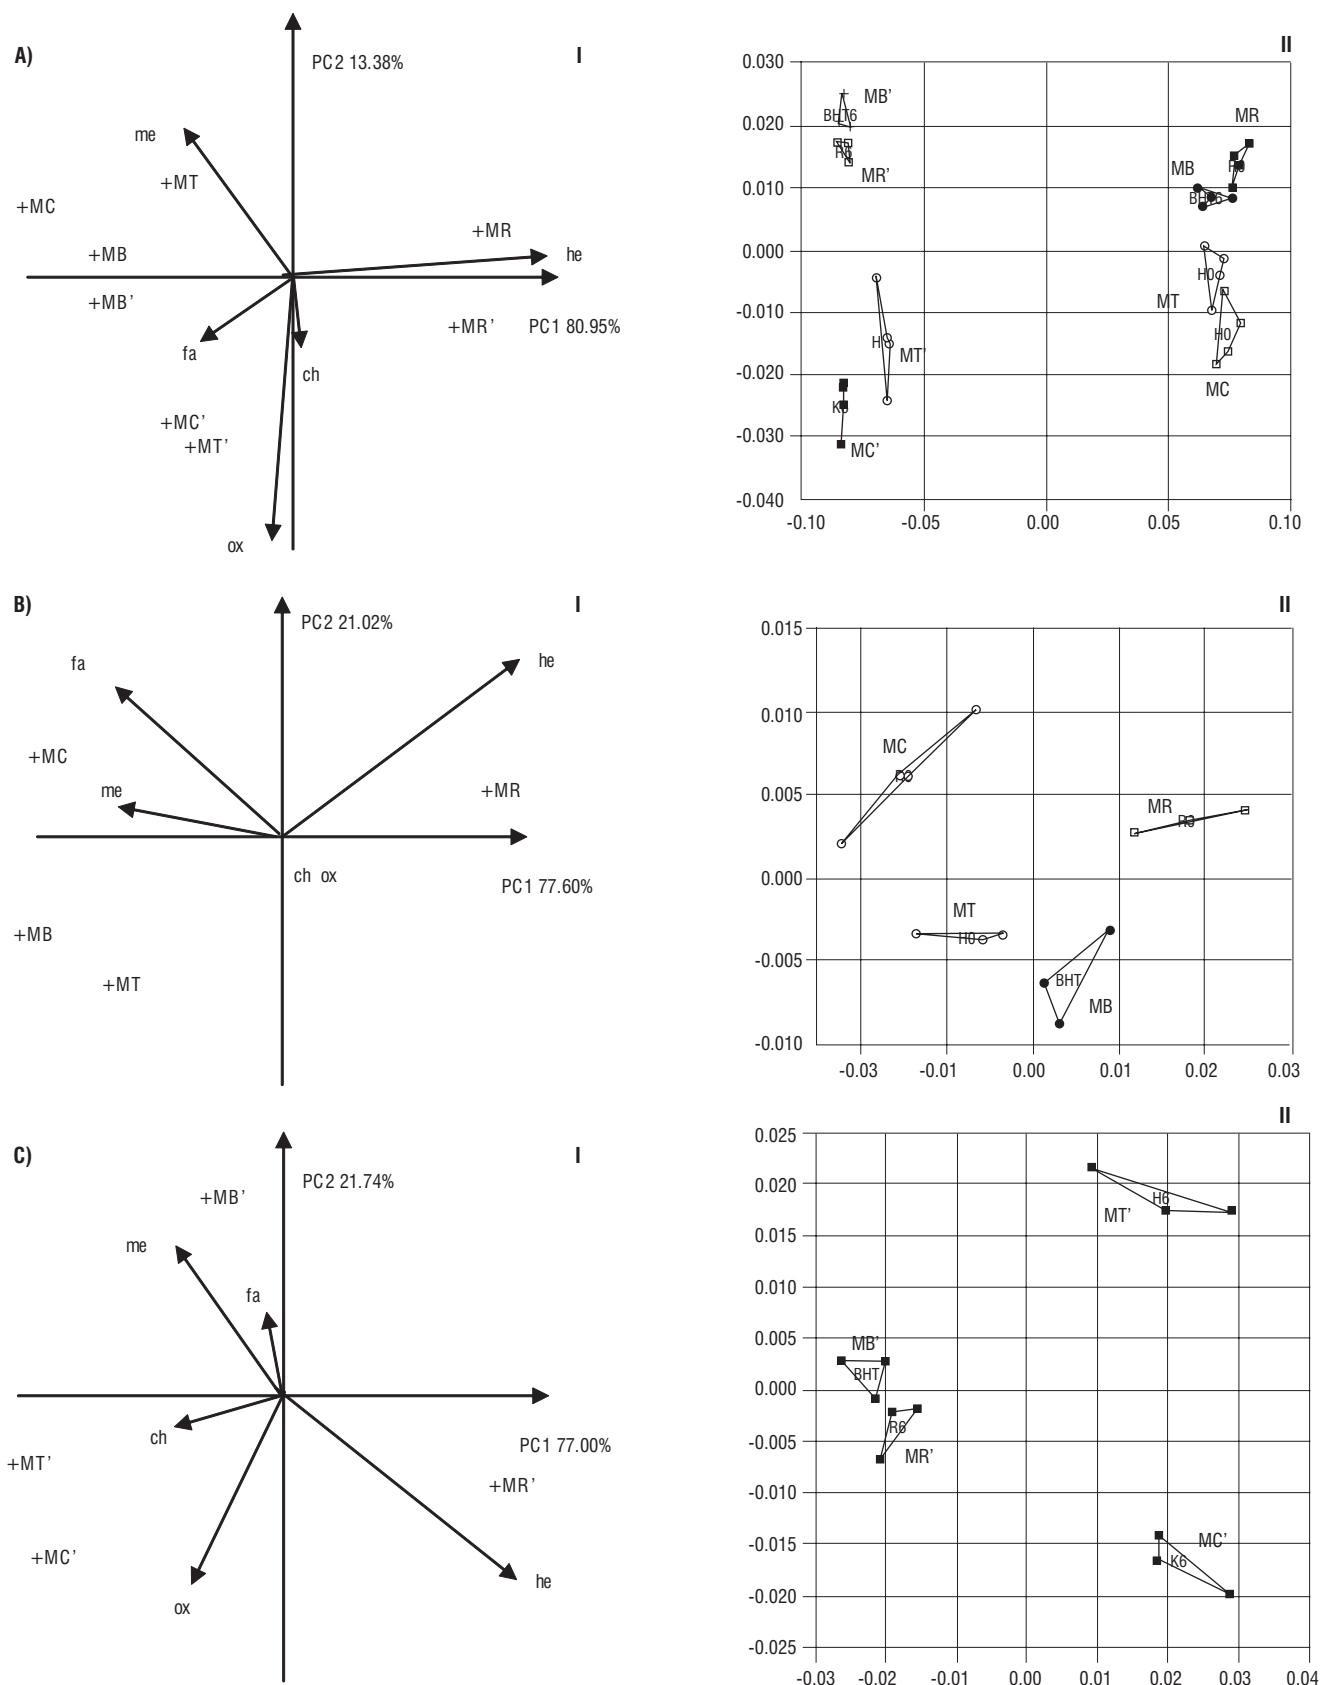 A)
I
PC2 13.38%
me
+MT
+MC
+MR
he
+MB
+MB’
+MR’
PC1 80.95%
fa
ch
+MC’
+MT’
ox
II
0.030
0.020
0.010
0.000
-0.010
-0.020
-0.030
-0.040
MB’
BHT6
MR’
MR
MB
H0
MT
H0
MC
MT’
MC’
-0.10 -0.05 0.00 0.05 0.10
B)
I
PC2 21.02%
fa
he
+MC
me
+MR
ch ox
PC1 77.60%
+MB
+MT
II
0.015
0.010
0.005
0.000
-0.005
-0.010
MC
MR
MT
H0
BHT
MB
-0.03 -0.01 0.00 0.01 0.02 0.03
C)
I
PC2 21.74%
+MB’
me
fa
ch
PC1 77.00%
+MT’
+MR’
+MC’
he
ox
II
0.025
0.020
0.015
0.010
0.005
0.000
-0.005
-0.010
-0.015
-0.020
-0.025
H6
MT’
MB’
BHT
R6
MR’
MC’
K6
-0.03 -0.02 -0.01 0.00 0.01 0.02 0.03 0.04